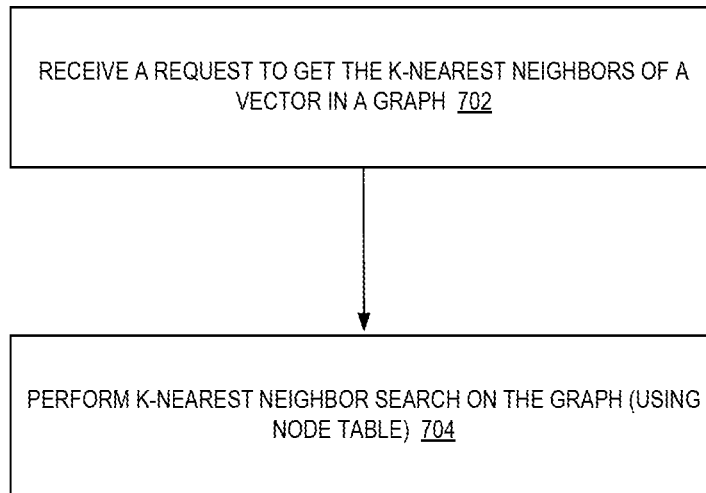 RECEIVE A REQUEST TO GET THE K-NEAREST NEIGHBORS OF A
VECTOR IN A GRAPH 702
PERFORM K-NEAREST NEIGHBOR SEARCH ON THE GRAPH (USING
NODE TABLE) 704